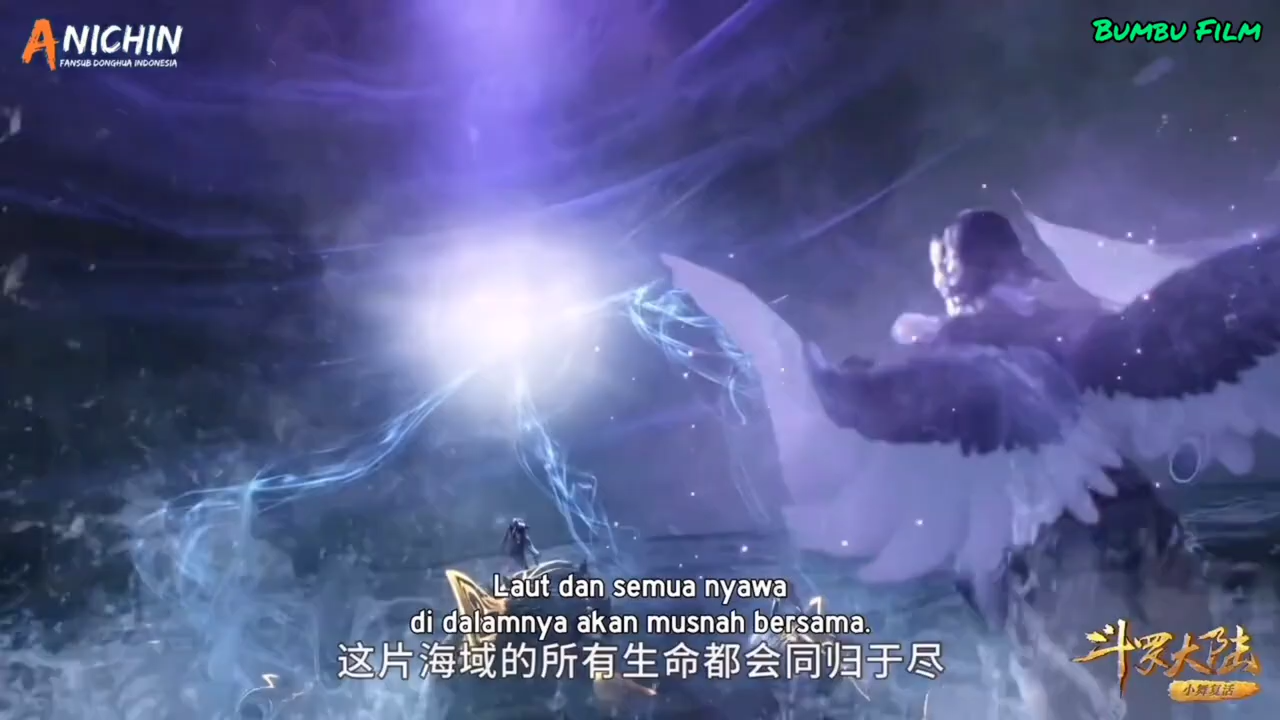 ANICHIN
FANSUB DONGHUA INDONESIA
BUMBU FILM
Laut dan semua nyawa
di dalamnya akan musnah bersama.
这片海域的所有生命都会同归于尽
斗罗大陆
小舞复活